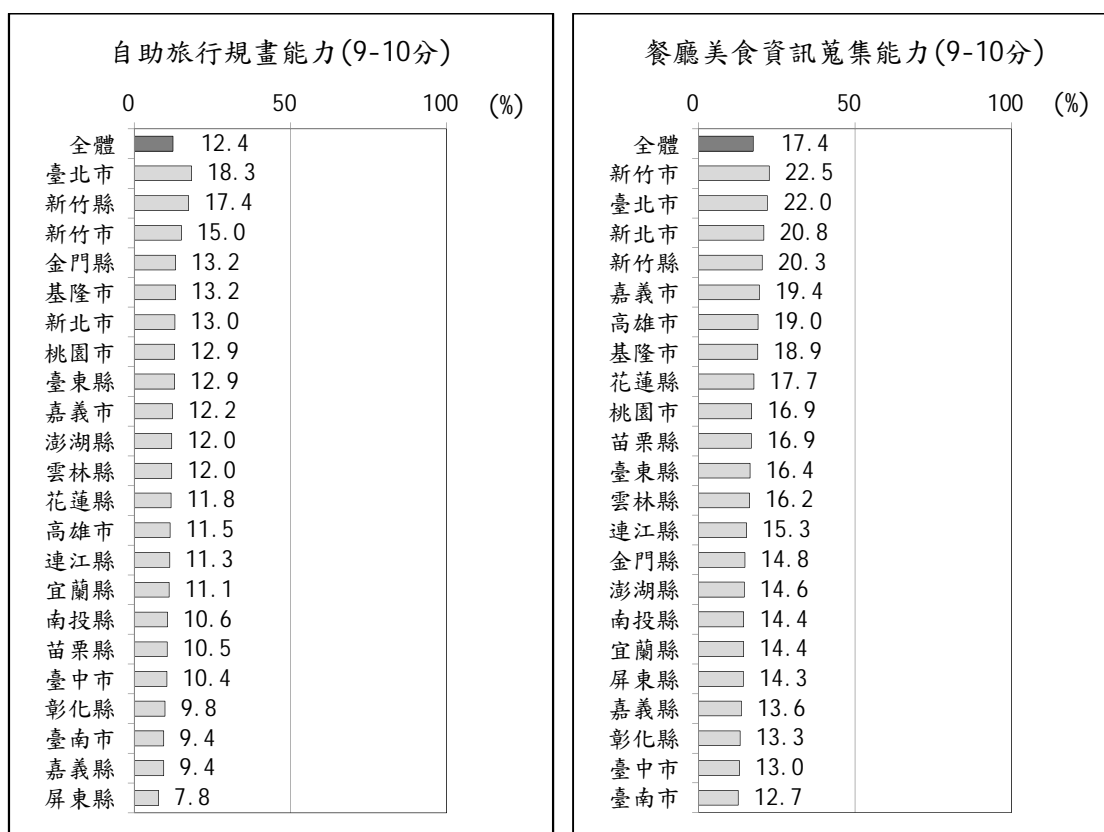 自助旅行規畫能力(9-10分)
0 50 100 (%)
全體 12.4
臺北市 18.3
新竹縣 17.4
新竹市 15.0
金門縣 13.2
基隆市 13.2
新北市 13.0
桃園市 12.9
臺東縣 12.9
嘉義市 12.2
澎湖縣 12.0
雲林縣 12.0
花蓮縣 11.8
高雄市 11.5
連江縣 11.3
宜蘭縣 11.1
南投縣 10.6
苗栗縣 10.5
臺中市 10.4
彰化縣 9.8
臺南市 9.4
嘉義縣 9.4
屏東縣 7.8
餐廳美食資訊蒐集能力(9-10分)
0 50 100 (%)
全體 17.4
新竹市 22.5
臺北市 22.0
新北市 20.8
新竹縣 20.3
嘉義市 19.4
高雄市 19.0
基隆市 18.9
花蓮縣 17.7
桃園市 16.9
苗栗縣 16.9
臺東縣 16.4
雲林縣 16.2
連江縣 15.3
金門縣 14.8
澎湖縣 14.6
南投縣 14.4
宜蘭縣 14.4
屏東縣 14.3
嘉義縣 13.6
彰化縣 13.3
臺中市 13.0
臺南市 12.7